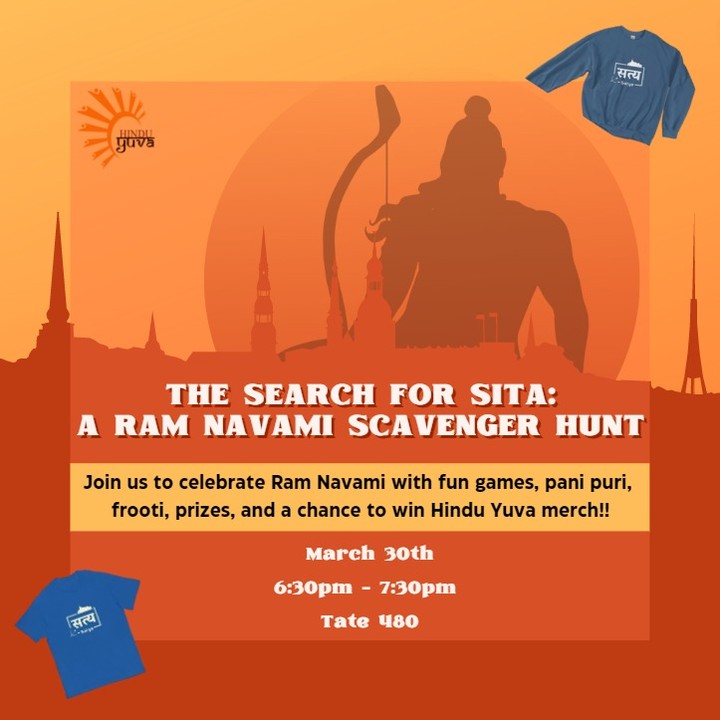 HINDU
yuva
सत्य
THE SEARCH FOR SITA:
A RAM NAVAMI SCAVENGER HUNT
Join us to celebrate Ram Navami with fun games, pani puri,
frooti, prizes, and a chance to win Hindu Yuva merch!!
March 30th
6:30pm - 7:30pm
Tate 480
सत्य